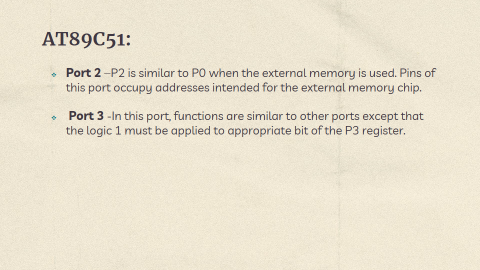 AT89C51:
Port 2 –P2 is similar to P0 when the external memory is used. Pins of
this port occupy addresses intended for the external memory chip.
Port 3 -In this port, functions are similar to other ports except that
the logic 1 must be applied to appropriate bit of the P3 register.